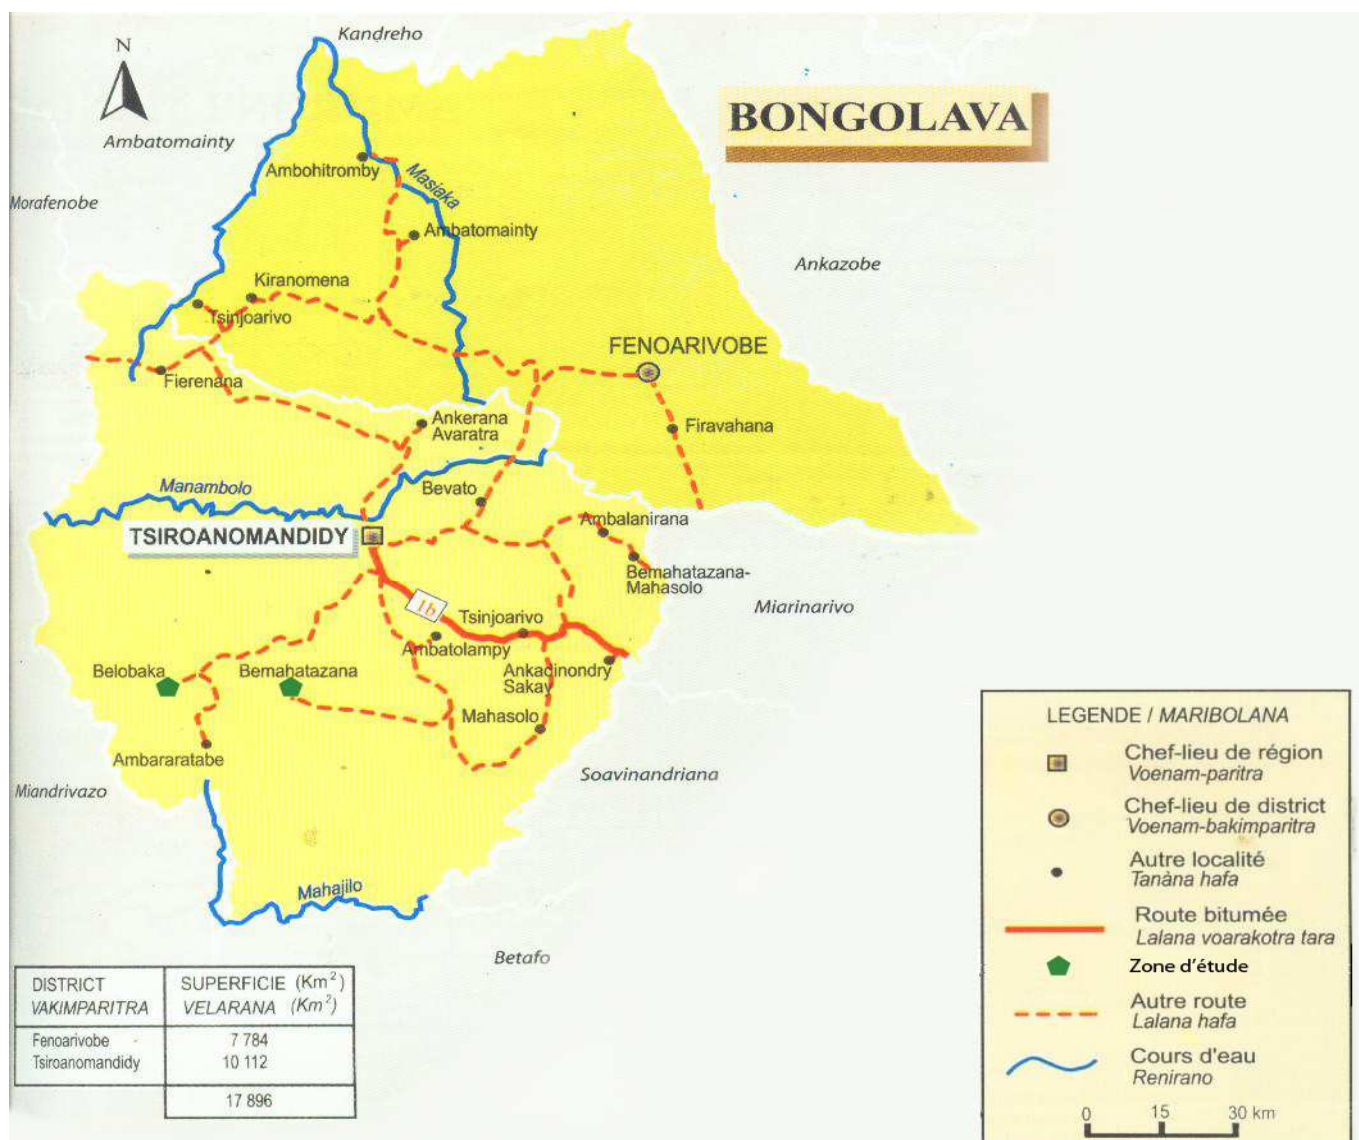 Kandreho
N
BONGOLAVA
Ambatomainty
Ambohitromby
Masiaka
Morafenobe
Ambatomainty
Ankazobe
Kiranomena
Tsinjoarivo
FENOARIVOBE
Fierenana
Ankerana
Avaratra
Firavahana
Manambolo
Bevato
TSIROANOMANDIDY
Ambalanirana
Bemahatazana-
Mahasolo
Miarinarivo
1b
Tsinjoarivo
Ambatolampy
Belobaka
Bemahatazana
Ankadinondry
Sakay
Mahasolo
Ambararatabe
Soavinandriana
Miandrivazo
Mahajilo
Betafo
LEGENDE / MARIBOLANA
Chef-lieu de région
Voenam-paritra
Chef-lieu de district
Voenam-bakimparitra
Autre localité
Tanàna hafa
Route bitumée
Lalana voarakotra tara
Zone d'étude
Autre route
Lalana hafa
Cours d'eau
Renirano
0 15 30 km
DISTRICT SUPERFICIE (Km²)
VAKIMPARITRA VELARANA (Km²)
Fenoarivobe 7 784
Tsiroanomandidy 10 112
17 896